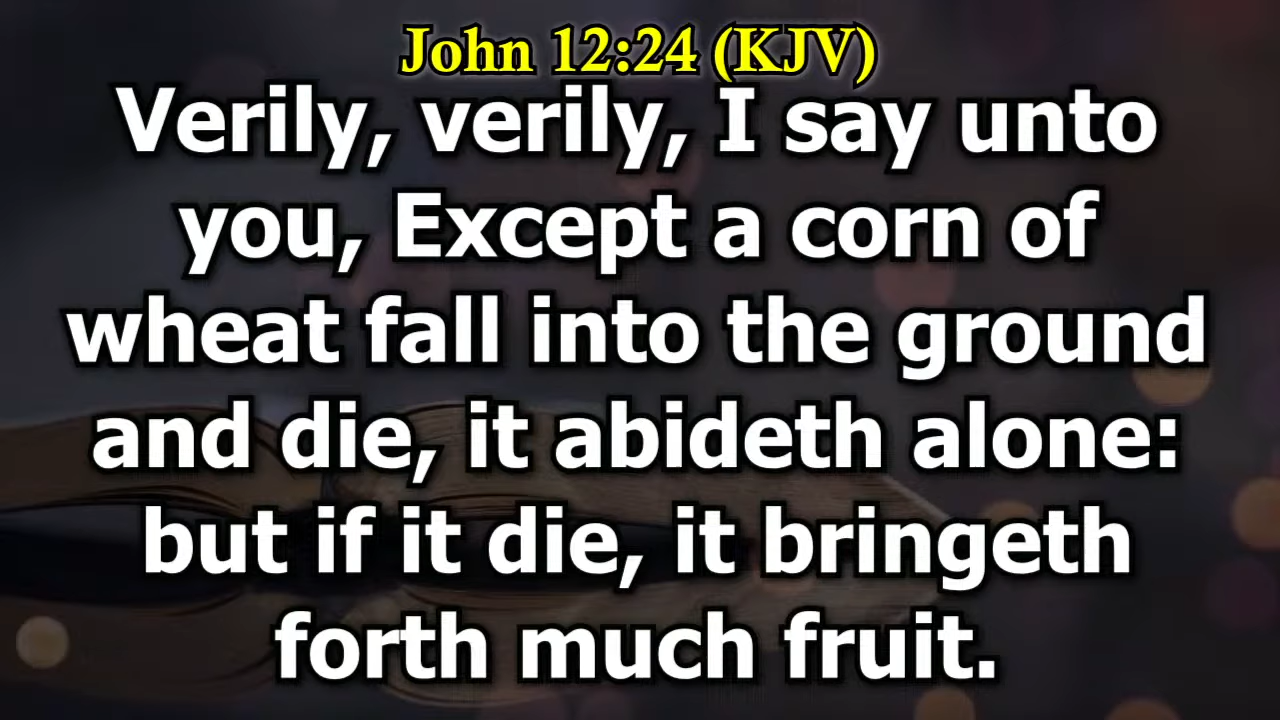 John 12:24 (KJV)
Verily, verily, I say unto
you, Except a corn of
wheat fall into the ground
and die, it abideth alone:
but if it die, it bringeth
forth much fruit.